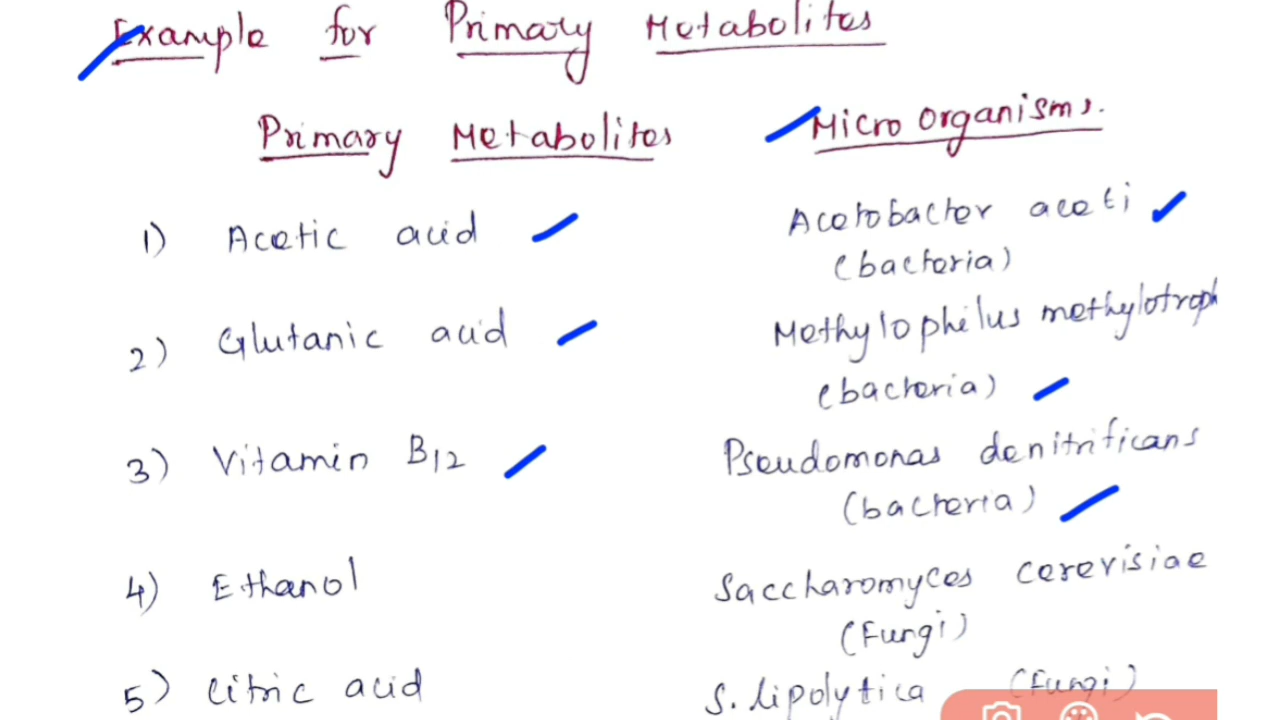 Example for Primary Metabolites
Primary Metabolites Micro organisms.
1) Acetic acid Acetobacter aceti
(bacteria)
2) Glutanic acid Methylophilus methylotroph
(bacteria)
3) Vitamin B12 Pseudomonas denitrificans
(bacteria)
4) Ethanol Saccharomyces cerevisiae
(Fungi)
5) Citric acid S. lipolytica (Fungi)